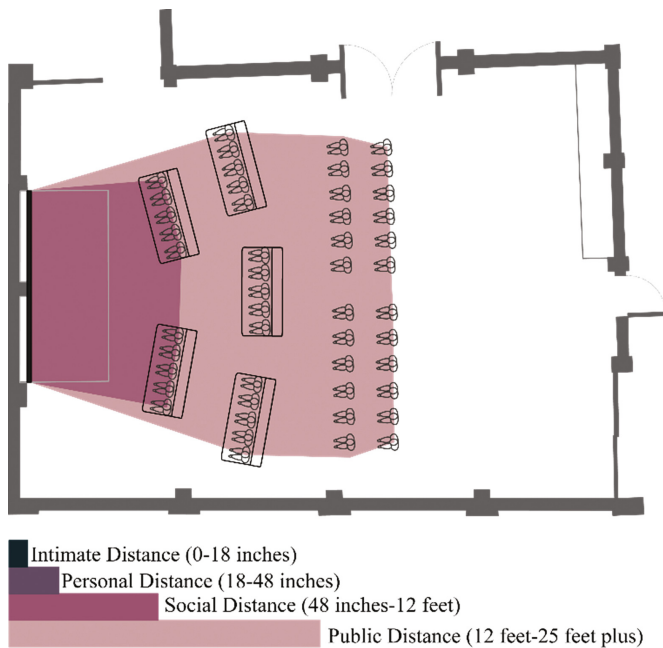 Intimate Distance (0-18 inches)
Personal Distance (18-48 inches)
Social Distance (48 inches-12 feet)
Public Distance (12 feet-25 feet plus)